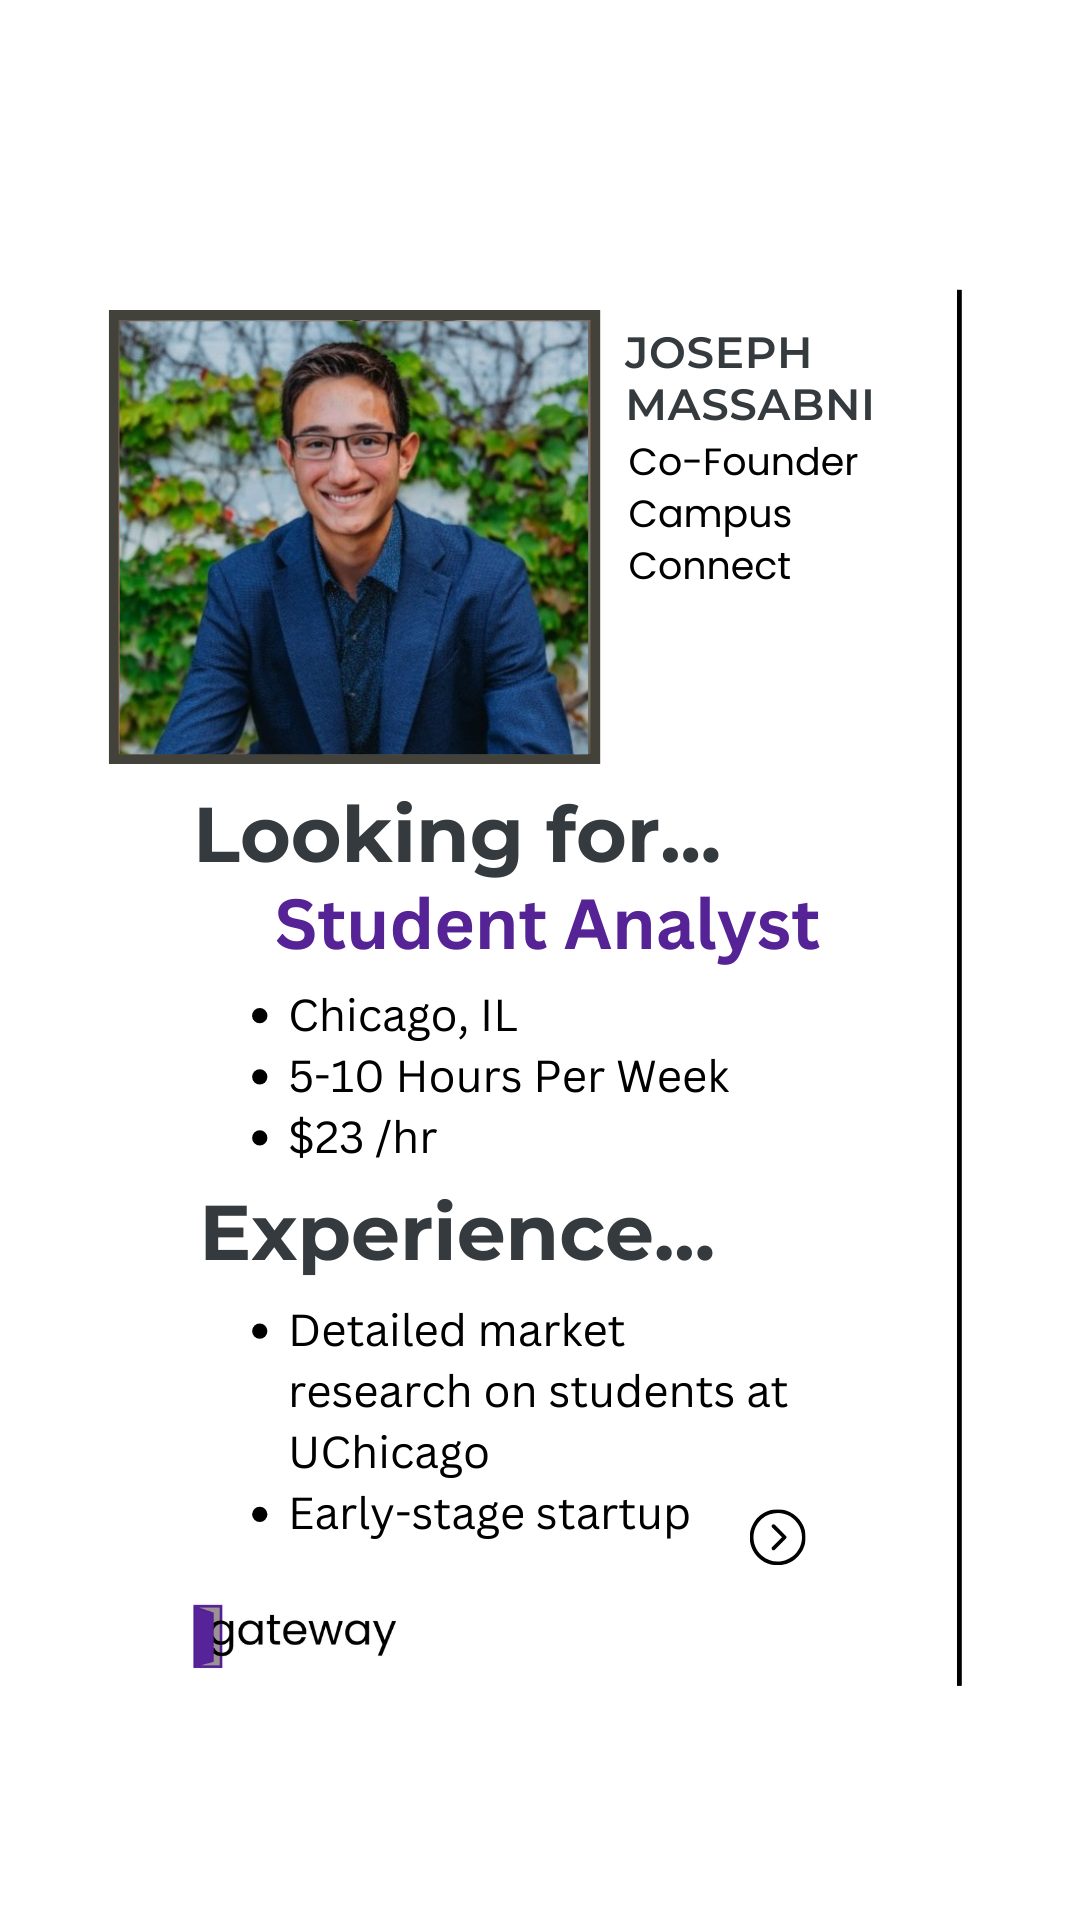 JOSEPH
MASSABNI
Co-Founder
Campus
Connect
Looking for...
Student Analyst
• Chicago, IL
• 5-10 Hours Per Week
• $23 /hr
Experience...
• Detailed market
research on students at
UChicago
• Early-stage startup
gateway